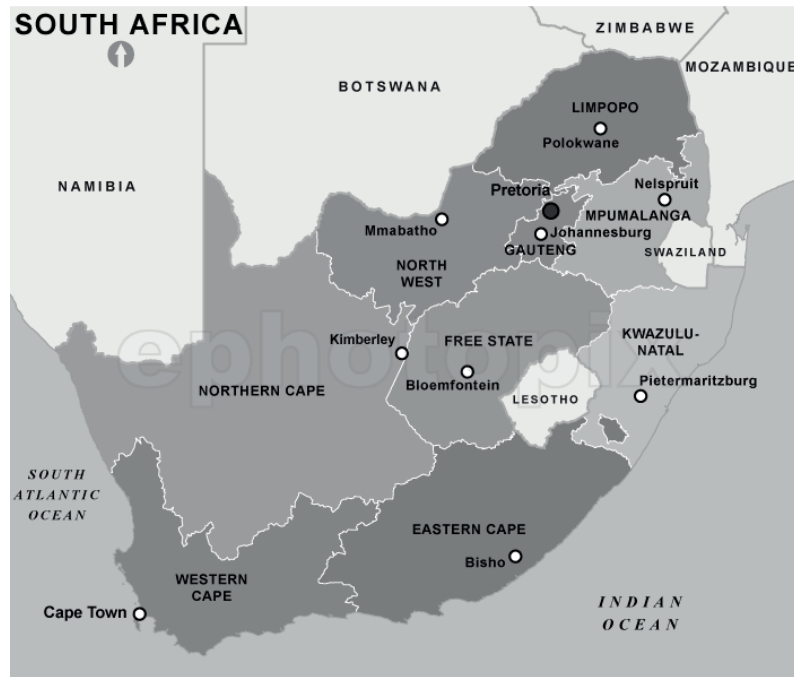 SOUTH AFRICA
ZIMBABWE
MOZAMBIQUE
BOTSWANA
LIMPOPO
Polokwane
NAMIBIA
Pretoria
Nelspruit
Mmabatho
MPUMALANGA
Johannesburg
GAUTENG
SWAZILAND
NORTH
WEST
Kimberley
FREE STATE
KWAZULU-
NATAL
ephotopix
Bloemfontein
Pietermaritzburg
NORTHERN CAPE
LESOTHO
SOUTH
ATLANTIC
OCEAN
EASTERN CAPE
Bisho
WESTERN
CAPE
Cape Town
INDIAN
OCEAN